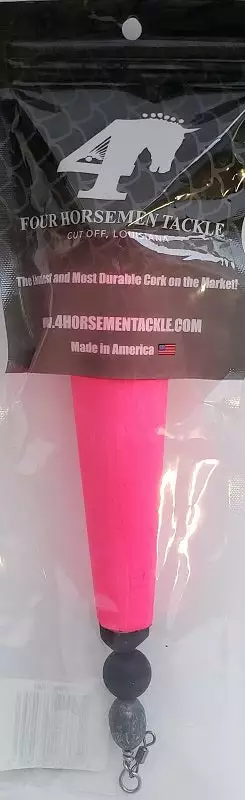 4
FOUR HORSEMEN TACKLE
CUT OFF, LOUISIANA
The Loudest and Most Durable Cork on the Market!
W.4HORSEMENTACKLE.COM
Made in America